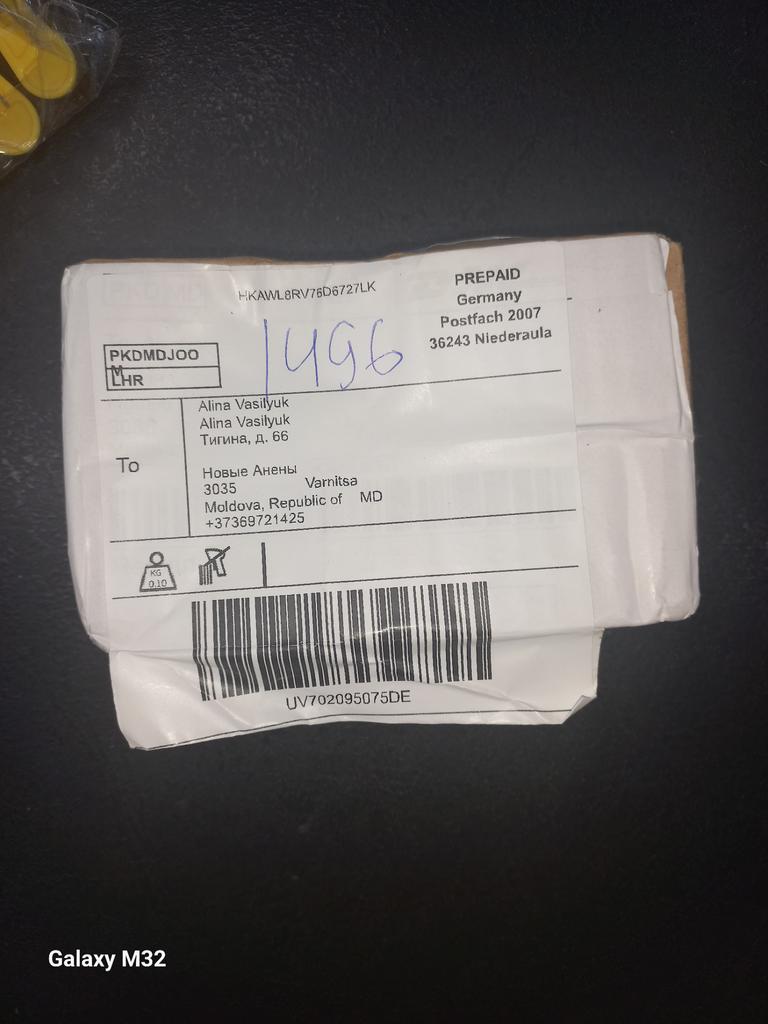 HKAWL8RV76D6727LK
PREPAID
Germany
Postfach 2007
36243 Niederaula
PKDMDJOO
M
LHR
1496
To
Alina Vasilyuk
Alina Vasilyuk
Тигина, д. 66
Новые Анены
3035 Varnitsa
Moldova, Republic of MD
+37369721425
KG
0.10
UV702095075DE
Galaxy M32